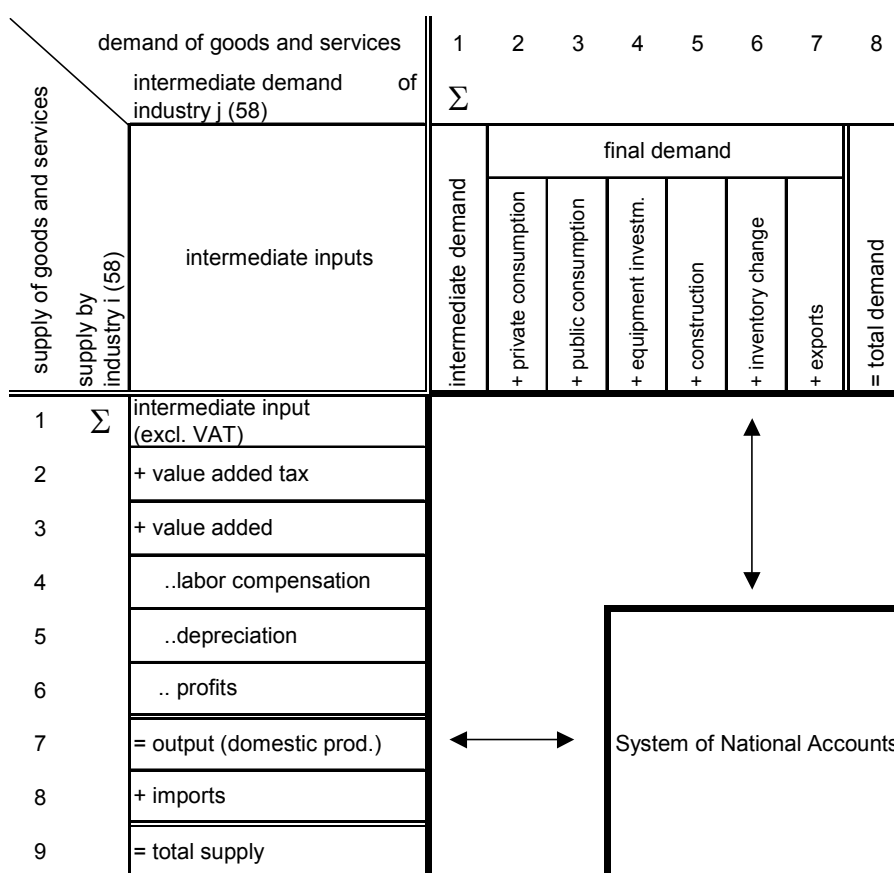 demand of goods and services
1 2 3 4 5 6 7 8
intermediate demand of
industry j (58)
Σ
supply of goods and services
supply by
industry i (58)
intermediate inputs
final demand
intermediate demand
+ private consumption
+ public consumption
+ equipment investm.
+ construction
+ inventory change
+ exports
= total demand
1 Σ intermediate input
(excl. VAT)
2 + value added tax
3 + value added
4 ..labor compensation
5 ..depreciation
6 .. profits
7 = output (domestic prod.)
System of National Accounts
8 + imports
9 = total supply